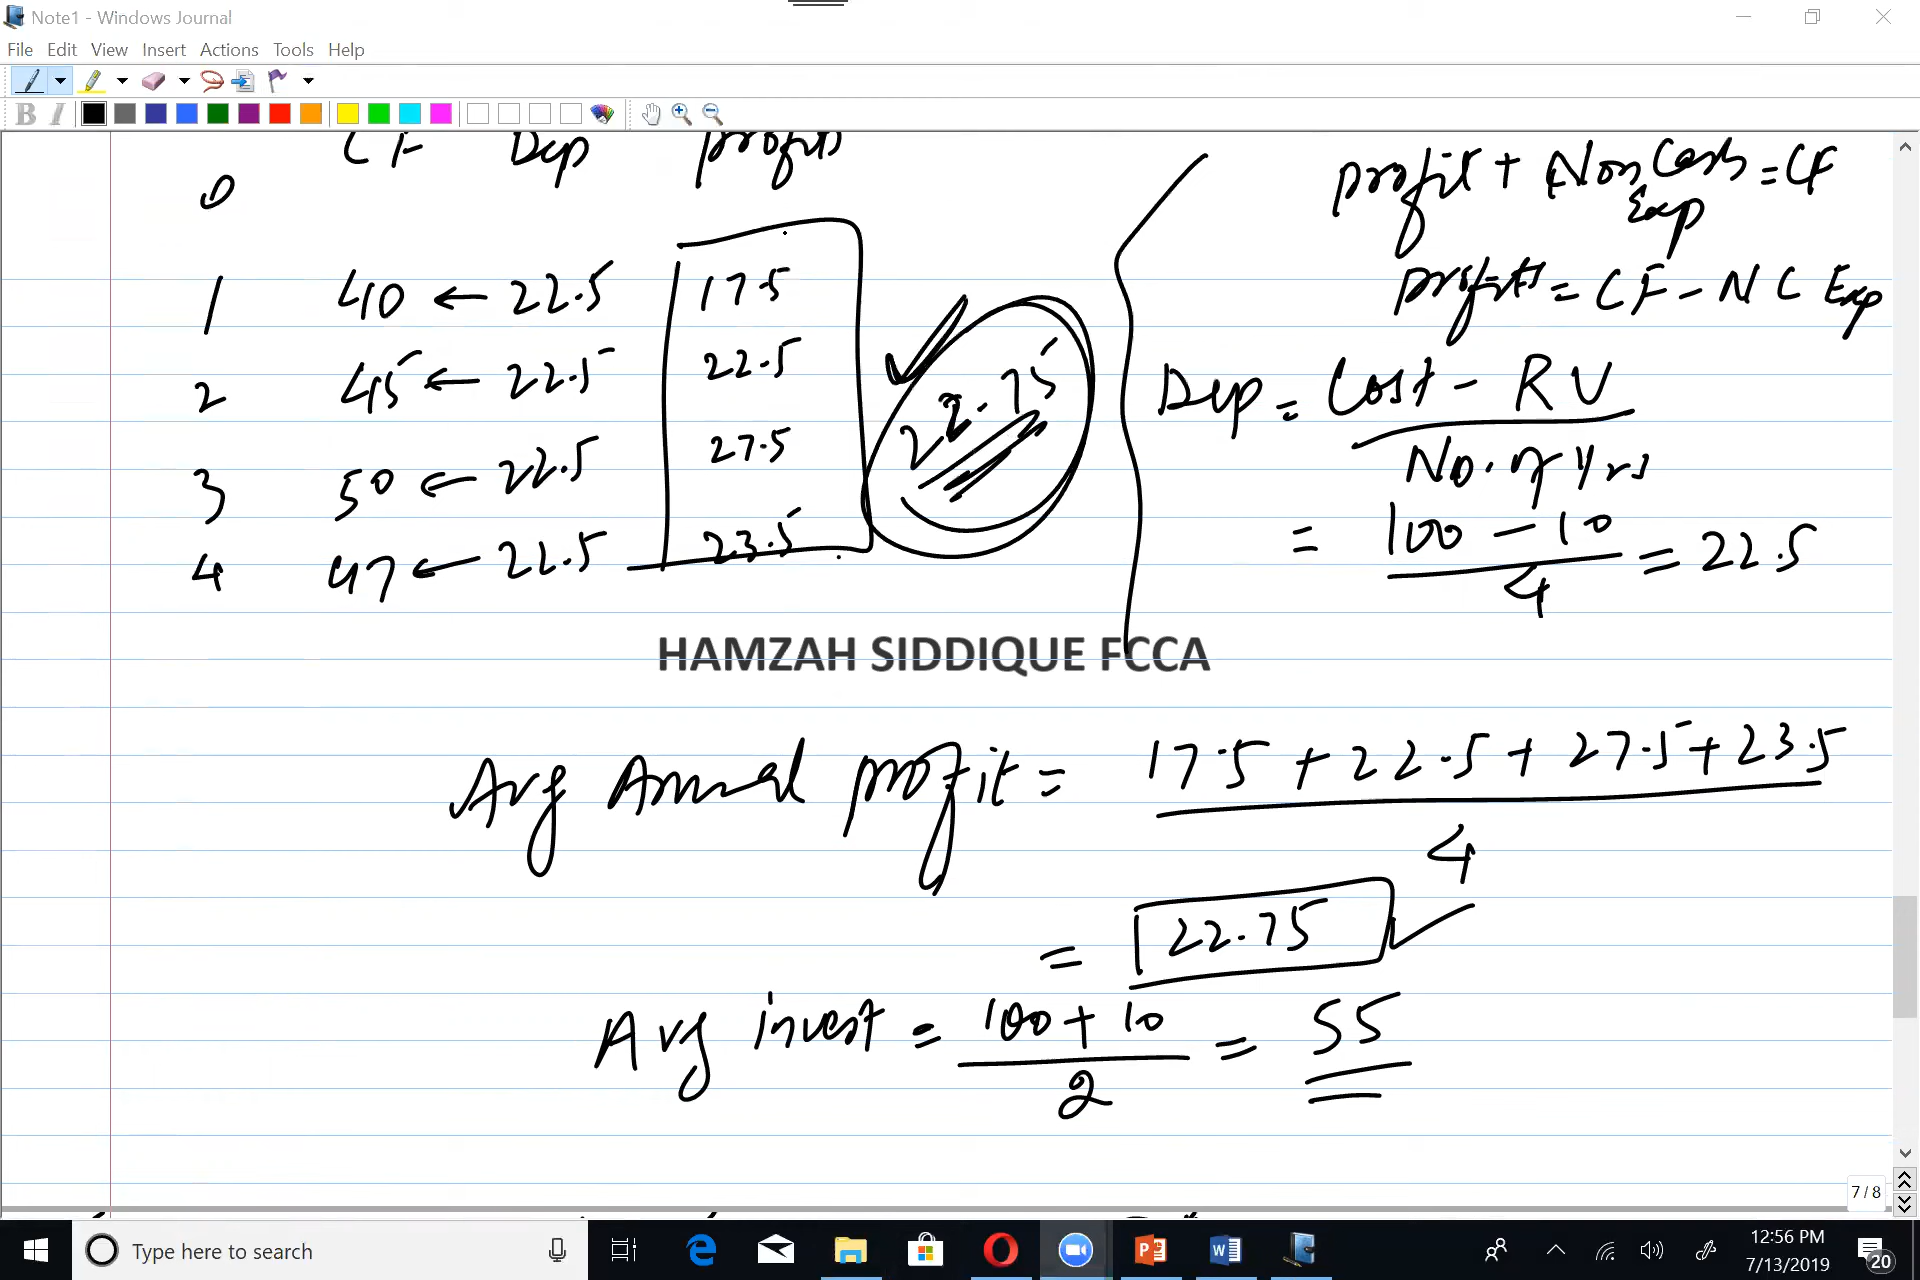 Note1 - Windows Journal
File Edit View Insert Actions Tools Help
B I
CF Dep profits
0
1 40 ← 22.5 17.5
2 45 ← 22.5 22.5
3 50 ← 22.5 27.5
4 47 ← 22.5 23.5
22.75
profit + Non Cash = CF
Exp
profits = CF - NC Exp
Dep = Cost - RV
No. of Yrs
= 100 - 10 = 22.5
4
HAMZAH SIDDIQUE FCCA
Avg Annual profit = 17.5 + 22.5 + 27.5 + 23.5
4
= 22.75
Avg invest = 100 + 10 = 55
2
7 / 8
Type here to search
12:56 PM
7/13/2019
20